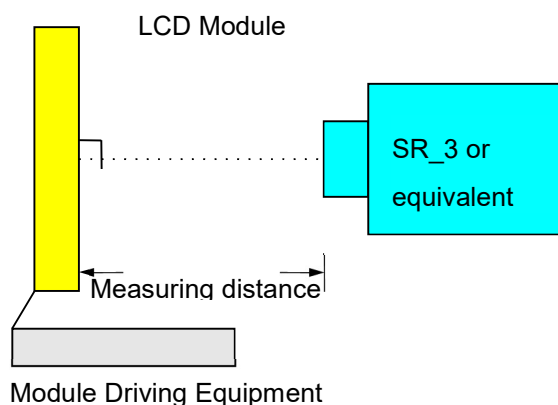 LCD Module
SR_3 or
equivalent
Measuring distance
Module Driving Equipment